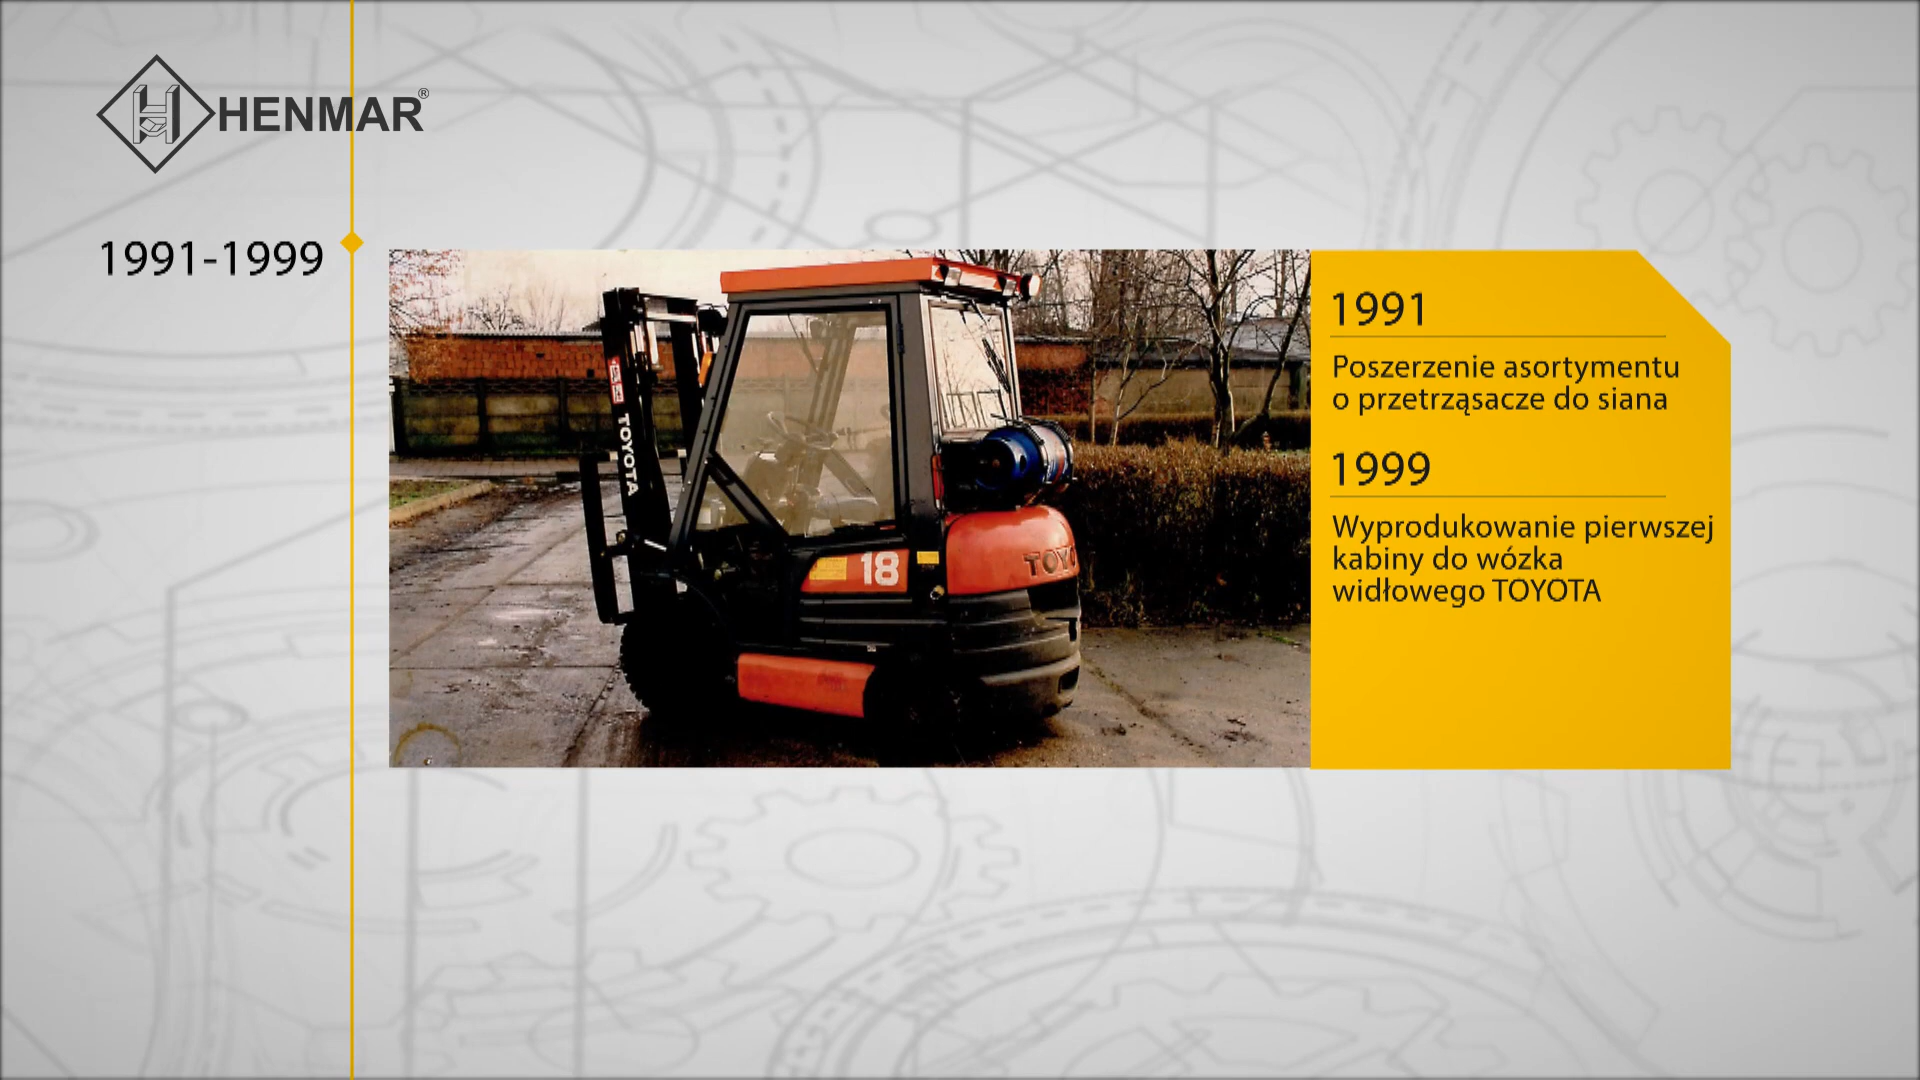 HENMAR®
1991-1999
TOYOTA
18
TOYO
1991
Poszerzenie asortymentu
o przetrząsacze do siana
1999
Wyprodukowanie pierwszej
kabiny do wózka
widłowego TOYOTA